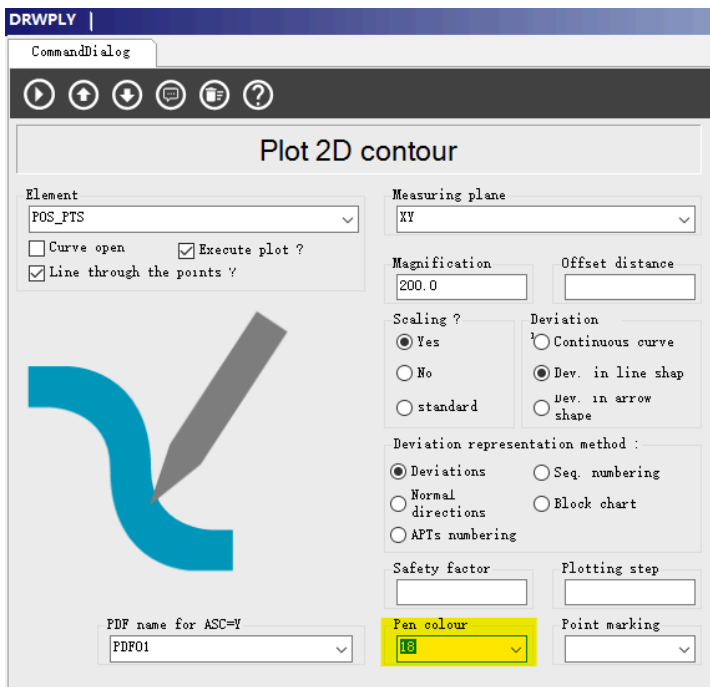 DRWPLY |
CommandDialog
Plot 2D contour
Element
POS_PTS
Curve open
Execute plot ?
Line through the points ?
Measuring plane
XY
Magnification
Offset distance
200.0
Scaling ?
Yes
No
standard
Deviation
1
Continuous curve
Dev. in line shap
Dev. in arrow
shape
Deviation representation method :
Deviations
Seq. numbering
Normal
directions
Block chart
APTs numbering
Safety factor
Plotting step
PDF name for ASC=Y
PDF01
Pen colour
18
Point marking